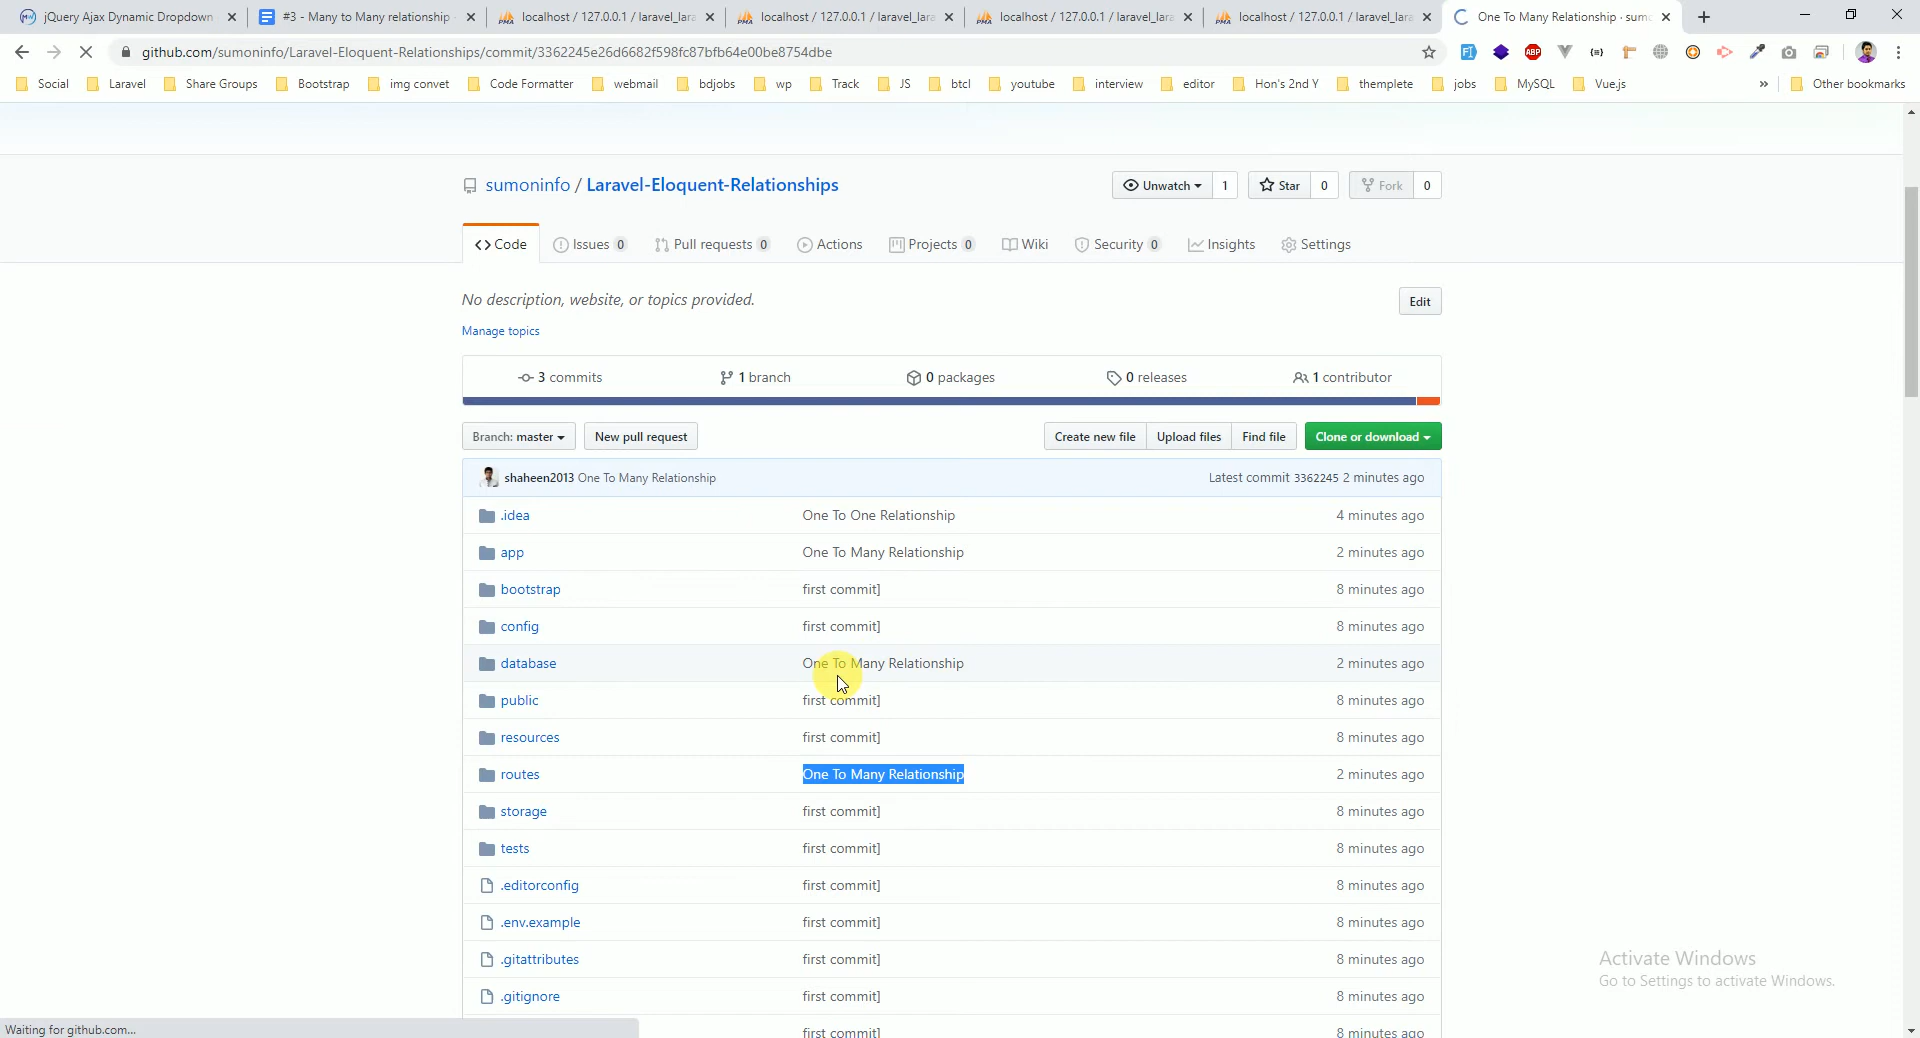 jQuery Ajax Dynamic Dropdown
#3 - Many to Many relationship
localhost / 127.0.0.1 / laravel_lara
localhost / 127.0.0.1 / laravel_lara
localhost / 127.0.0.1 / laravel_lara
localhost / 127.0.0.1 / laravel_lara
One To Many Relationship · sum
github.com/sumoninfo/Laravel-Eloquent-Relationships/commit/3362245e26d6682f598fc87bfb64e00be8754dbe
Social
Laravel
Share Groups
Bootstrap
img convet
Code Formatter
webmail
bdjobs
wp
Track
JS
btcl
youtube
interview
editor
Hon's 2nd Y
themplete
jobs
MySQL
Vue.js
»
Other bookmarks
sumoninfo / Laravel-Eloquent-Relationships
Unwatch 1
Star 0
Fork 0
Code
Issues 0
Pull requests 0
Actions
Projects 0
Wiki
Security 0
Insights
Settings
No description, website, or topics provided.
Edit
Manage topics
3 commits
1 branch
0 packages
0 releases
1 contributor
Branch: master
New pull request
Create new file
Upload files
Find file
Clone or download
shaheen2013 One To Many Relationship
Latest commit 3362245 2 minutes ago
.idea One To One Relationship 4 minutes ago
app One To Many Relationship 2 minutes ago
bootstrap first commit] 8 minutes ago
config first commit] 8 minutes ago
database One To Many Relationship 2 minutes ago
public first commit] 8 minutes ago
resources first commit] 8 minutes ago
routes One To Many Relationship 2 minutes ago
storage first commit] 8 minutes ago
tests first commit] 8 minutes ago
.editorconfig first commit] 8 minutes ago
.env.example first commit] 8 minutes ago
.gitattributes first commit] 8 minutes ago
.gitignore first commit] 8 minutes ago
first commit] 8 minutes ago
Activate Windows
Go to Settings to activate Windows.
Waiting for github.com...